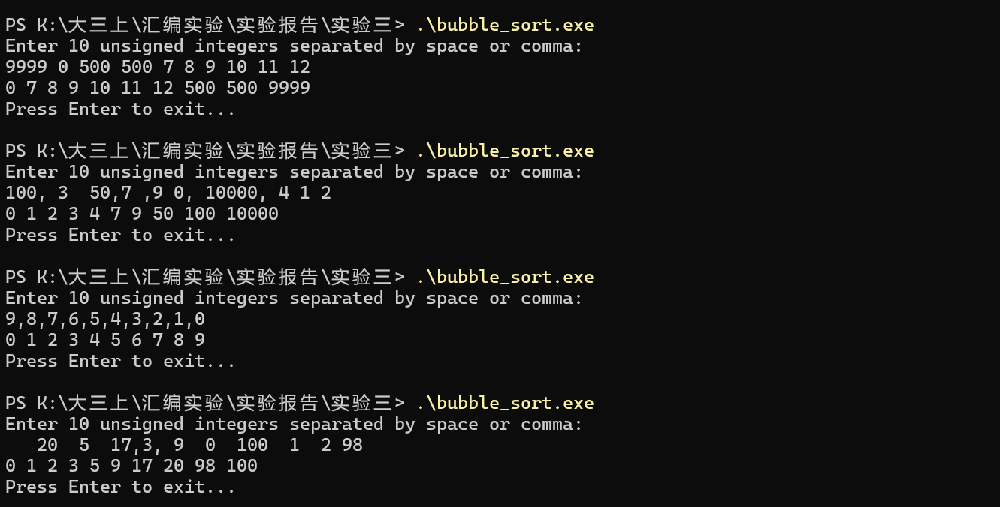 PS K:\大三上\汇编实验\实验报告\实验三> .\bubble_sort.exe
Enter 10 unsigned integers separated by space or comma:
9999 0 500 500 7 8 9 10 11 12
0 7 8 9 10 11 12 500 500 9999
Press Enter to exit...
PS K:\大三上\汇编实验\实验报告\实验三> .\bubble_sort.exe
Enter 10 unsigned integers separated by space or comma:
100, 3  50,7 ,9 0, 10000, 4 1 2
0 1 2 3 4 7 9 50 100 10000
Press Enter to exit...
PS K:\大三上\汇编实验\实验报告\实验三> .\bubble_sort.exe
Enter 10 unsigned integers separated by space or comma:
9,8,7,6,5,4,3,2,1,0
0 1 2 3 4 5 6 7 8 9
Press Enter to exit...
PS K:\大三上\汇编实验\实验报告\实验三> .\bubble_sort.exe
Enter 10 unsigned integers separated by space or comma:
   20  5  17,3, 9  0  100  1  2 98
0 1 2 3 5 9 17 20 98 100
Press Enter to exit...